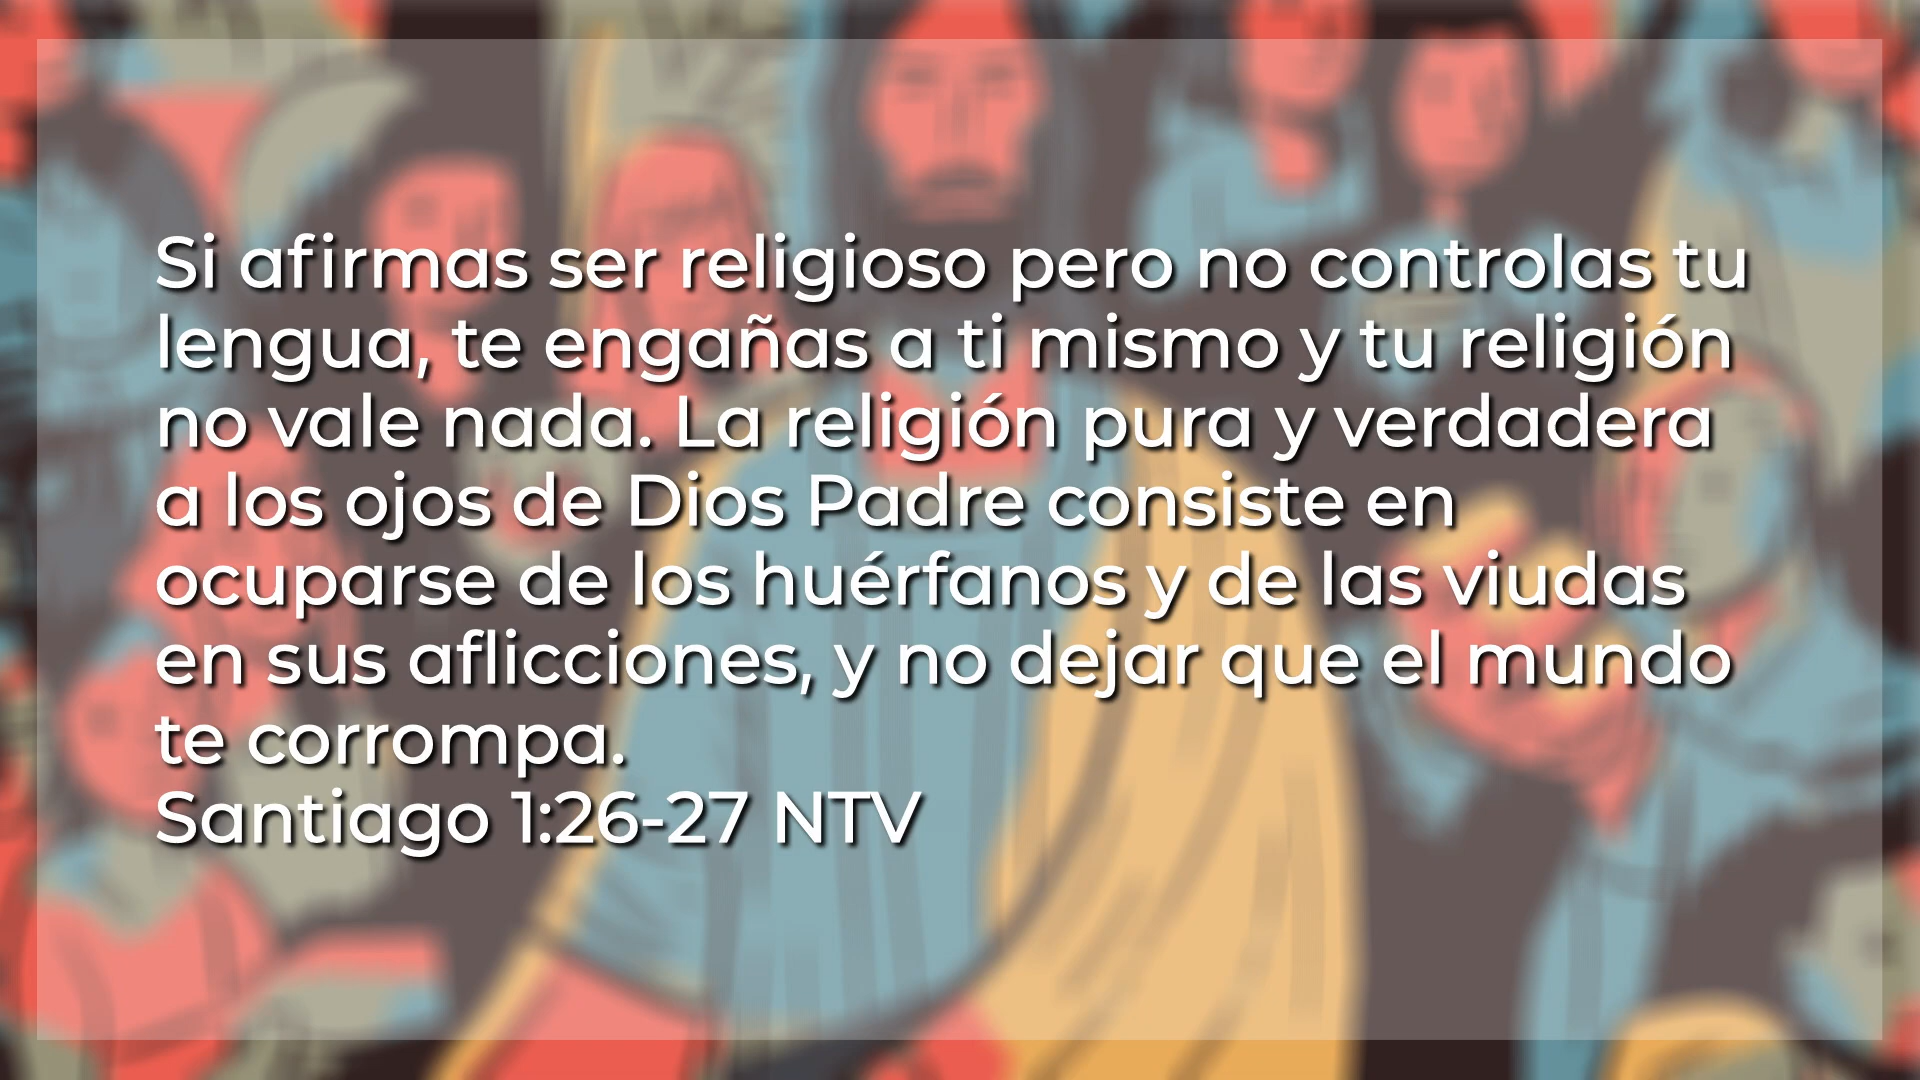 Si afirmas ser religioso pero no controlas tu
lengua, te engañas a ti mismo y tu religión
no vale nada. La religión pura y verdadera
a los ojos de Dios Padre consiste en
ocuparse de los huérfanos y de las viudas
en sus aflicciones, y no dejar que el mundo
te corrompa.
Santiago 1:26-27 NTV